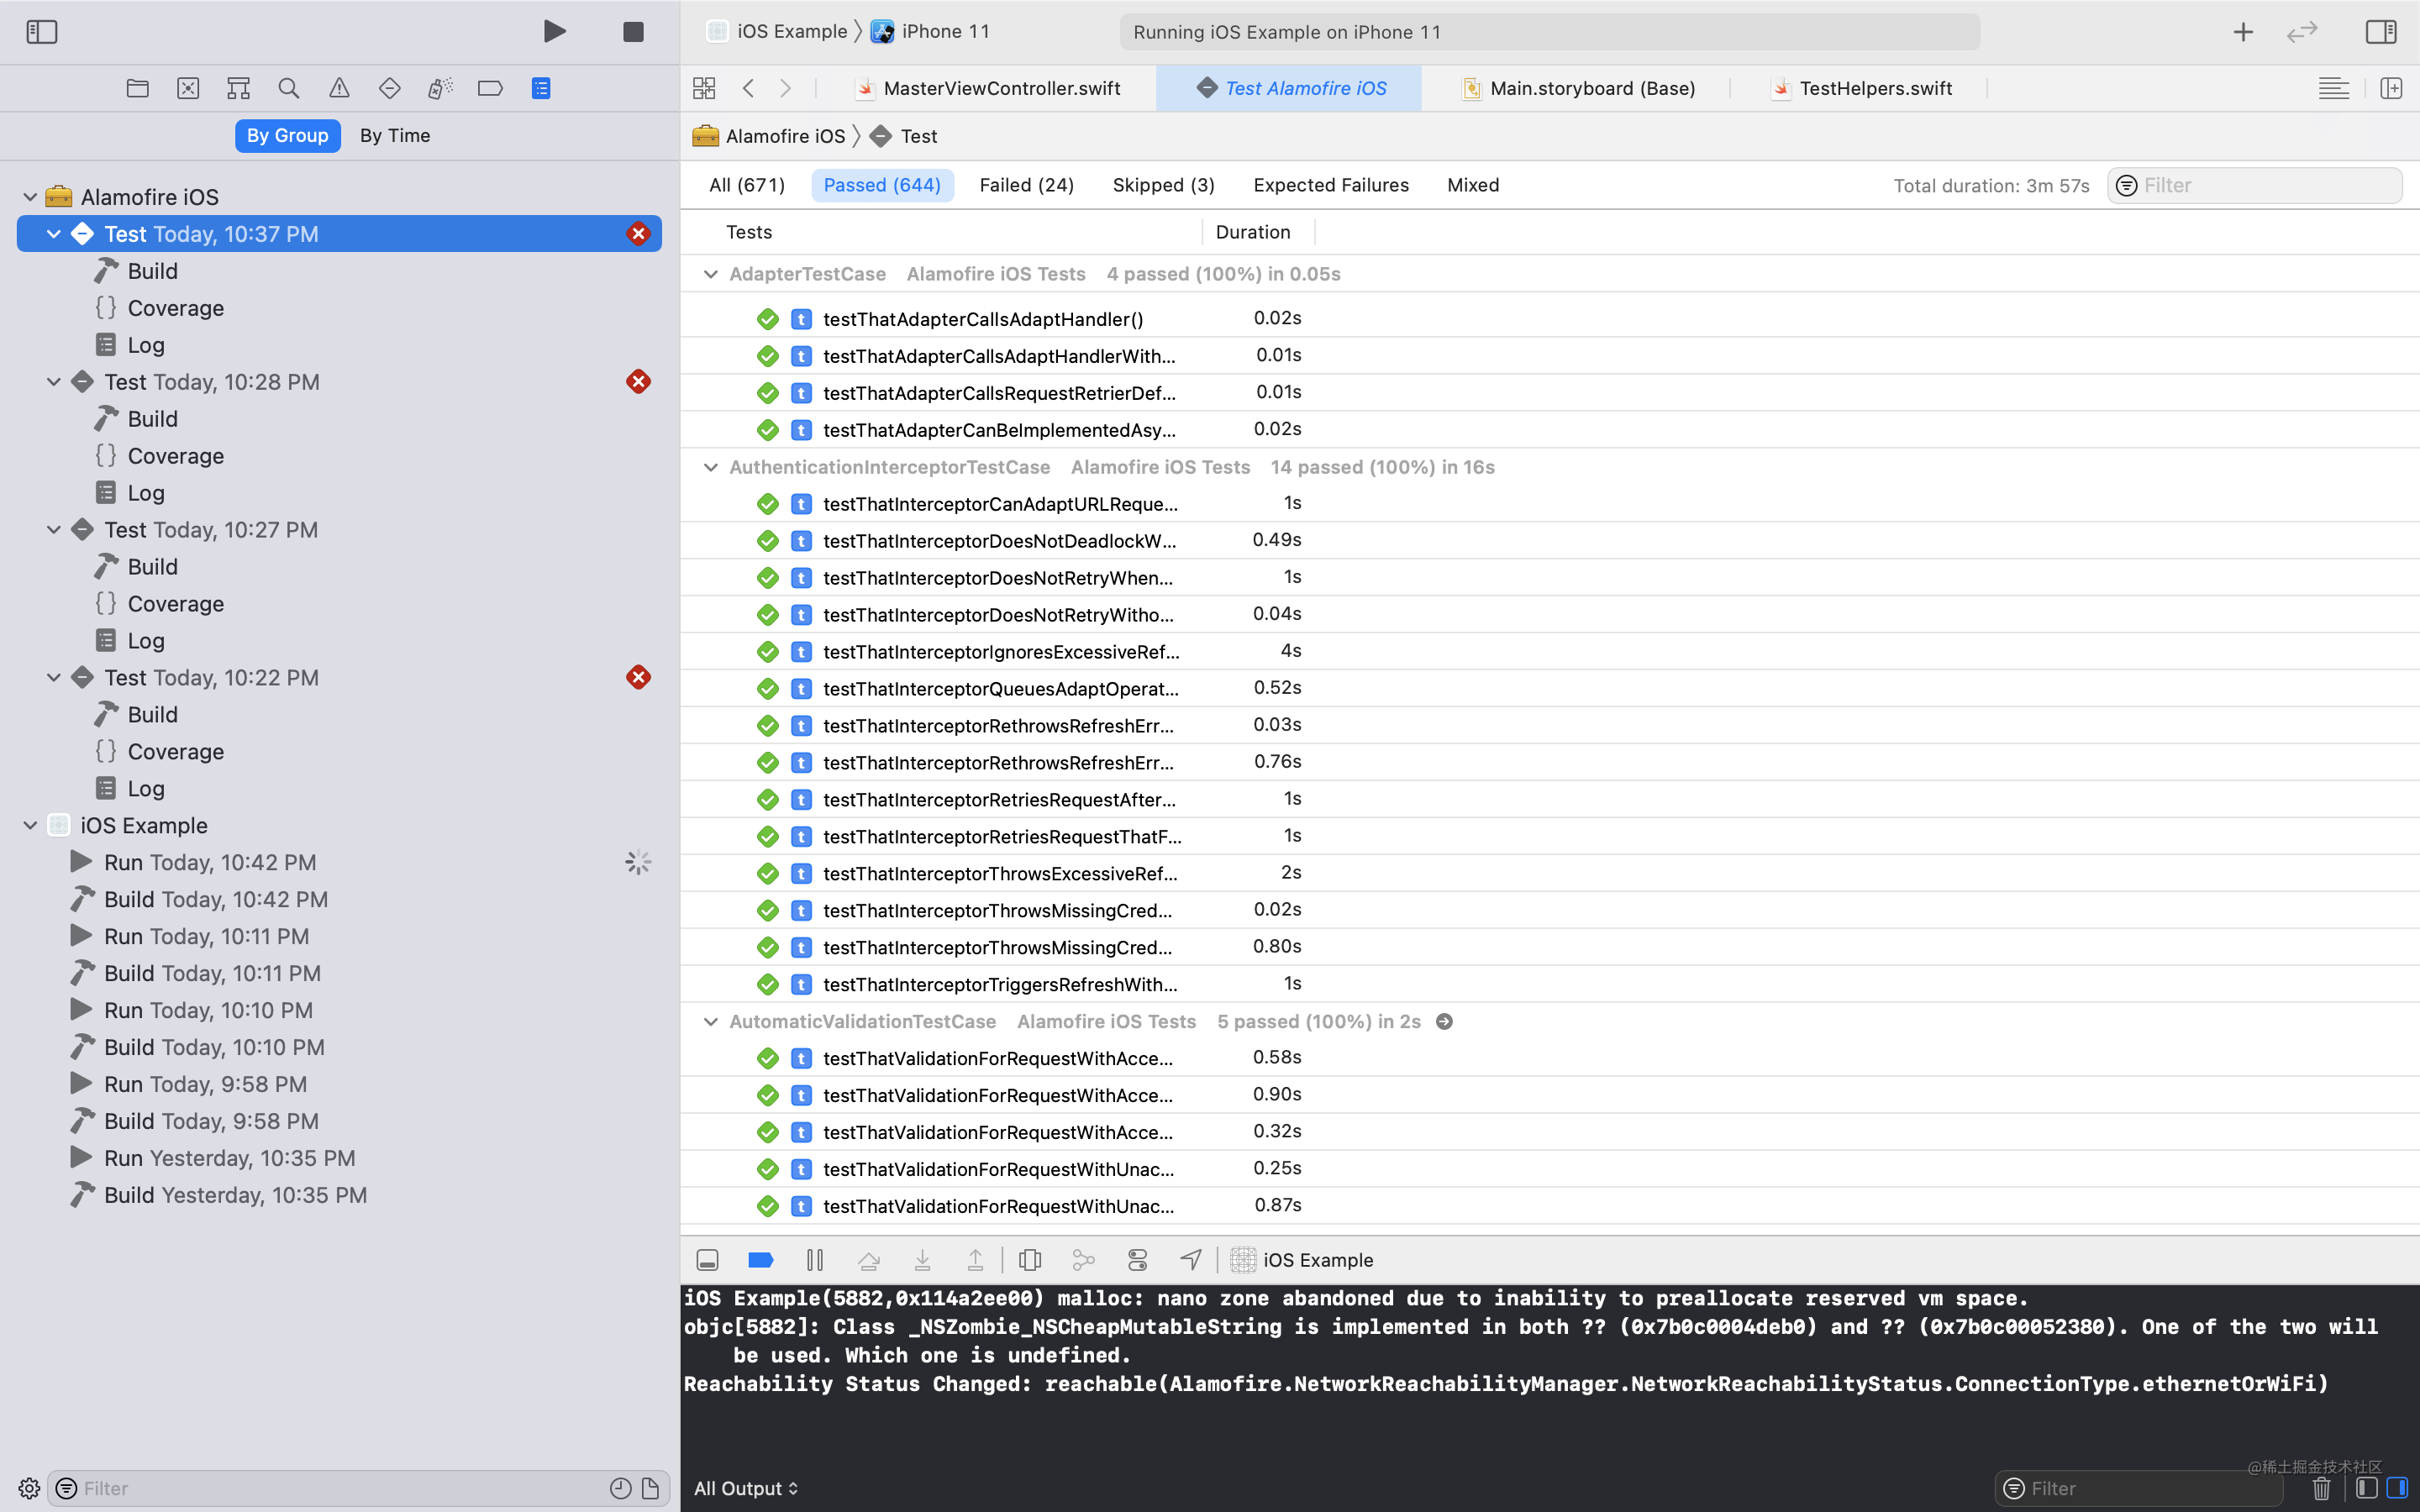 iOS Example
iPhone 11
Running iOS Example on iPhone 11
MasterViewController.swift
Test Alamofire iOS
Main.storyboard (Base)
TestHelpers.swift
By Group
By Time
Alamofire iOS
Test
All (671)
Passed (644)
Failed (24)
Skipped (3)
Expected Failures
Mixed
Total duration: 3m 57s
Filter
Alamofire iOS
Test Today, 10:37 PM
Build
Coverage
Log
Test Today, 10:28 PM
Build
Coverage
Log
Test Today, 10:27 PM
Build
Coverage
Log
Test Today, 10:22 PM
Build
Coverage
Log
iOS Example
Run Today, 10:42 PM
Build Today, 10:42 PM
Run Today, 10:11 PM
Build Today, 10:11 PM
Run Today, 10:10 PM
Build Today, 10:10 PM
Run Today, 9:58 PM
Build Today, 9:58 PM
Run Yesterday, 10:35 PM
Build Yesterday, 10:35 PM
Filter
Tests Duration
AdapterTestCase Alamofire iOS Tests 4 passed (100%) in 0.05s
t testThatAdapterCallsAdaptHandler() 0.02s
t testThatAdapterCallsAdaptHandlerWith... 0.01s
t testThatAdapterCallsRequestRetrierDef... 0.01s
t testThatAdapterCanBeImplementedAsy... 0.02s
AuthenticationInterceptorTestCase Alamofire iOS Tests 14 passed (100%) in 16s
t testThatInterceptorCanAdaptURLReque... 1s
t testThatInterceptorDoesNotDeadlockW... 0.49s
t testThatInterceptorDoesNotRetryWhen... 1s
t testThatInterceptorDoesNotRetryWitho... 0.04s
t testThatInterceptorIgnoresExcessiveRef... 4s
t testThatInterceptorQueuesAdaptOperat... 0.52s
t testThatInterceptorRethrowsRefreshErr... 0.03s
t testThatInterceptorRethrowsRefreshErr... 0.76s
t testThatInterceptorRetriesRequestAfter... 1s
t testThatInterceptorRetriesRequestThatF... 1s
t testThatInterceptorThrowsExcessiveRef... 2s
t testThatInterceptorThrowsMissingCred... 0.02s
t testThatInterceptorThrowsMissingCred... 0.80s
t testThatInterceptorTriggersRefreshWith... 1s
AutomaticValidationTestCase Alamofire iOS Tests 5 passed (100%) in 2s
t testThatValidationForRequestWithAcce... 0.58s
t testThatValidationForRequestWithAcce... 0.90s
t testThatValidationForRequestWithAcce... 0.32s
t testThatValidationForRequestWithUnac... 0.25s
t testThatValidationForRequestWithUnac... 0.87s
iOS Example
iOS Example(5882,0x114a2ee00) malloc: nano zone abandoned due to inability to preallocate reserved vm space.
objc[5882]: Class _NSZombie_NSCheapMutableString is implemented in both ?? (0x7b0c0004deb0) and ?? (0x7b0c00052380). One of the two will
be used. Which one is undefined.
Reachability Status Changed: reachable(Alamofire.NetworkReachabilityManager.NetworkReachabilityStatus.ConnectionType.ethernetOrWiFi)
All Output
Filter
@稀土掘金技术社区